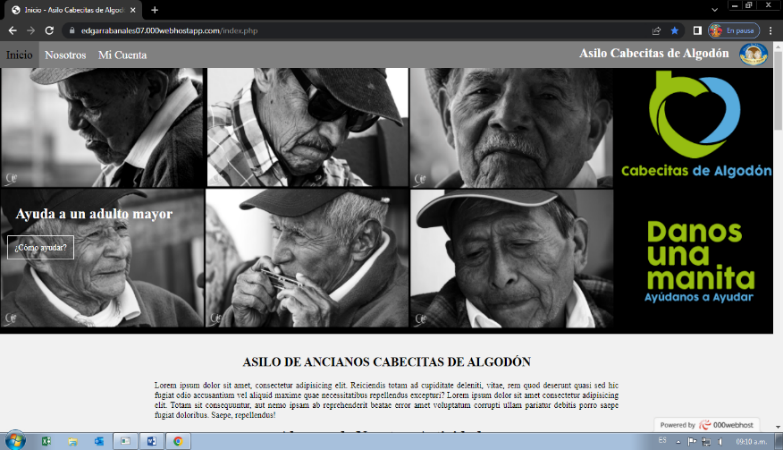 Inicio - Asilo Cabecitas de Algod
edgarrabanales07.000webhostapp.com/index.php
En pausa
Inicio Nosotros Mi Cuenta
Asilo Cabecitas de Algodón
Cabecitas de Algodón
Ayuda a un adulto mayor
¿Cómo ayudar?
Danos
una
manita
Ayúdanos a Ayudar
ASILO DE ANCIANOS CABECITAS DE ALGODÓN
Lorem ipsum dolor sit amet, consectetur adipisicing elit. Reiciendis totam ad cupiditate deleniti, vitae, rem quod deserunt quasi sed hic
fugiat odio accusantium vel aliquid maxime quae necessitatibus repellendus excepturi? Lorem ipsum dolor sit amet consectetur adipisicing
elit. Totam sit consequuntur, aut nemo ipsam ab reprehenderit beatae error amet voluptatum corrupti ullam pariatur debitis porro saepe
fugiat doloribus. Saepe, repellendus!
Powered by 000webhost
ES
09:10 a.m.